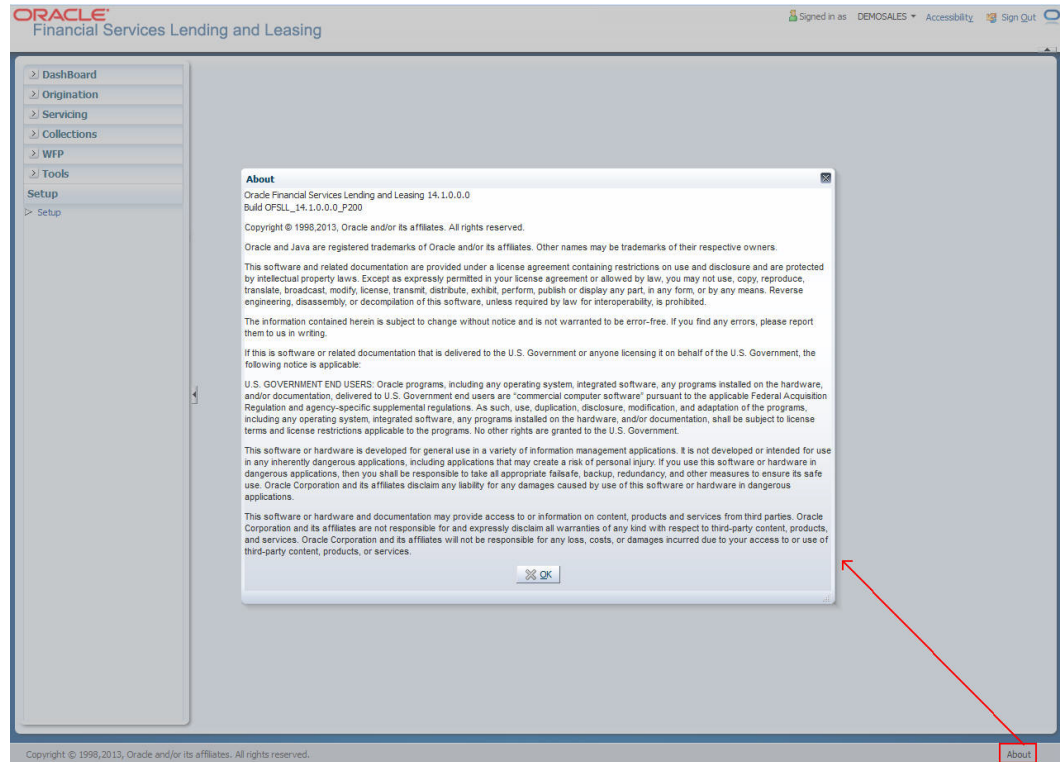 ORACLE
Financial Services Lending and Leasing
Signed in as DEMOSALES Accessibility Sign Out
DashBoard
Origination
Servicing
Collections
WFP
Tools
Setup
Setup
About
Oracle Financial Services Lending and Leasing 14.1.0.0.0
Build OFSLL_14.1.0.0.0_P200
Copyright © 1998,2013, Oracle and/or its affiliates. All rights reserved.
Oracle and Java are registered trademarks of Oracle and/or its affiliates. Other names may be trademarks of their respective owners.
This software and related documentation are provided under a license agreement containing restrictions on use and disclosure and are protected
by intellectual property laws. Except as expressly permitted in your license agreement or allowed by law, you may not use, copy, reproduce,
translate, broadcast, modify, license, transmit, distribute, exhibit, perform, publish or display any part, in any form, or by any means. Reverse
engineering, disassembly, or decompilation of this software, unless required by law for interoperability, is prohibited.
The information contained herein is subject to change without notice and is not warranted to be error-free. If you find any errors, please report
them to us in writing.
If this is software or related documentation that is delivered to the U.S. Government or anyone licensing it on behalf of the U.S. Government, the
following notice is applicable:
U.S. GOVERNMENT END USERS: Oracle programs, including any operating system, integrated software, any programs installed on the hardware,
and/or documentation, delivered to U.S. Government end users are "commercial computer software" pursuant to the applicable Federal Acquisition
Regulation and agency-specific supplemental regulations. As such, use, duplication, disclosure, modification, and adaptation of the programs,
including any operating system, integrated software, any programs installed on the hardware, and/or documentation, shall be subject to license
terms and license restrictions applicable to the programs. No other rights are granted to the U.S. Government.
This software or hardware is developed for general use in a variety of information management applications. It is not developed or intended for use
in any inherently dangerous applications, including applications that may create a risk of personal injury. If you use this software or hardware in
dangerous applications, then you shall be responsible to take all appropriate failsafe, backup, redundancy, and other measures to ensure its safe
use. Oracle Corporation and its affiliates disclaim any liability for any damages caused by use of this software or hardware in dangerous
applications.
This software or hardware and documentation may provide access to or information on content, products and services from third parties. Oracle
Corporation and its affiliates are not responsible for and expressly disclaim all warranties of any kind with respect to third-party content, products,
and services. Oracle Corporation and its affiliates will not be responsible for any loss, costs, or damages incurred due to your access to or use of
third-party content, products, or services.
OK
Copyright © 1998,2013, Oracle and/or its affiliates. All rights reserved.
About